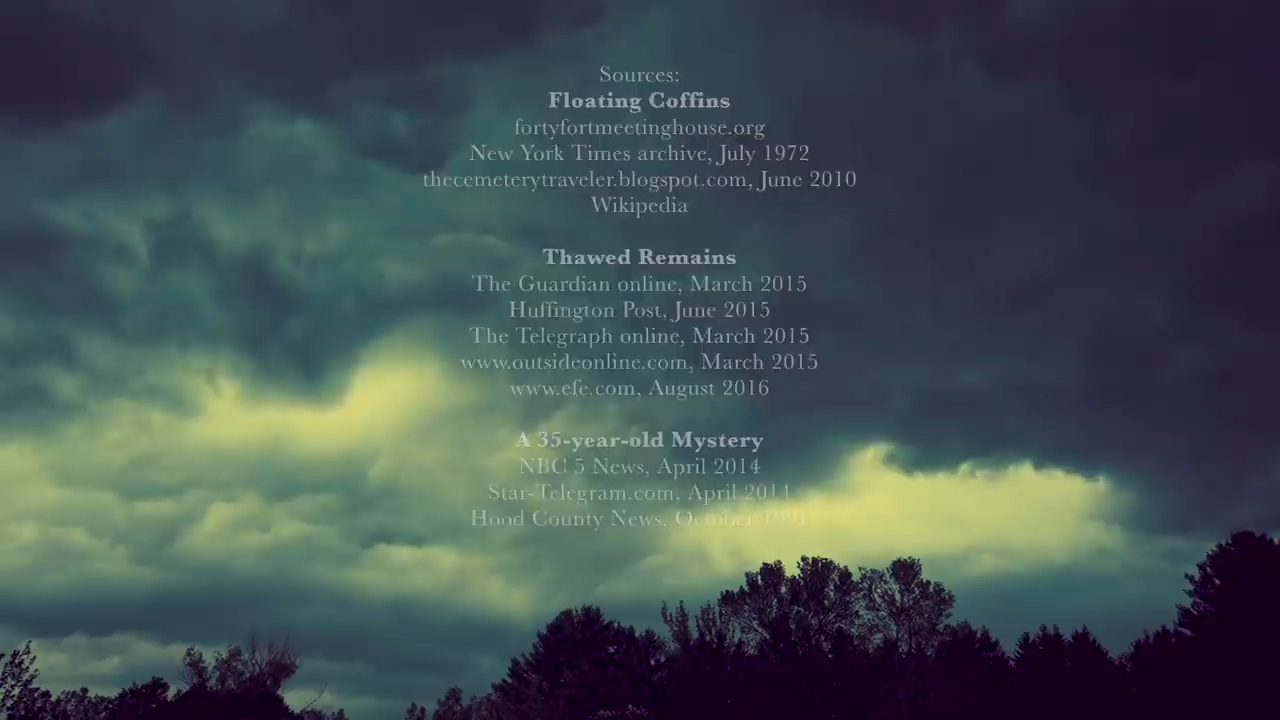 Sources:
Floating Coffins
fortyfortmeetinghouse.org
New York Times archive, July 1972
thecemeterytraveler.blogspot.com, June 2010
Wikipedia
Thawed Remains
The Guardian online, March 2015
Huffington Post, June 2015
The Telegraph online, March 2015
www.outsideonline.com, March 2015
www.efe.com, August 2016
A 35-year-old Mystery
NBC 5 News, April 2014
Star-Telegram.com, April 2014
Hood County News, October